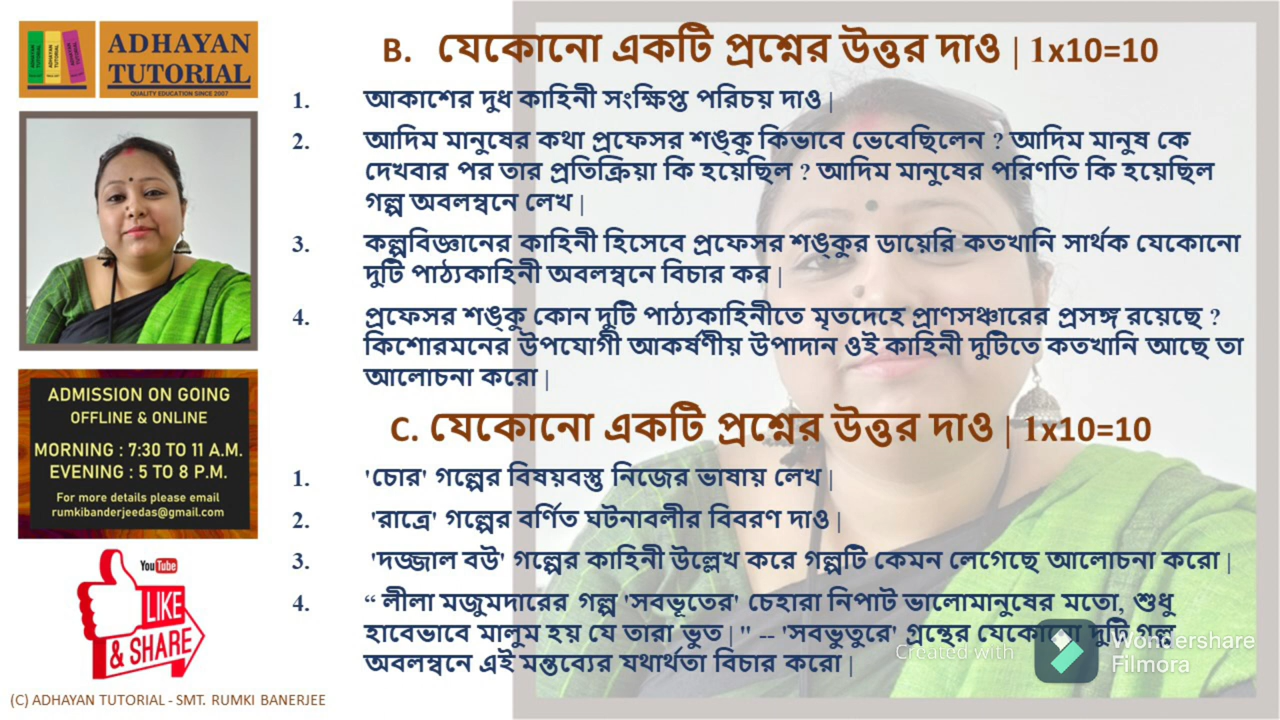 ADHAYAN
TUTORIAL
QUALITY EDUCATION SINCE 2007
B. যেকোনো একটি প্রশ্নের উত্তর দাও | 1x10=10
1. আকাশের দুধ কাহিনী সংক্ষিপ্ত পরিচয় দাও |
2. আদিম মানুষের কথা প্রফেসর শঙ্কু কিভাবে ভেবেছিলেন ? আদিম মানুষ কে
দেখবার পর তার প্রতিক্রিয়া কি হয়েছিল ? আদিম মানুষের পরিণতি কি হয়েছিল
গল্প অবলম্বনে লেখ |
3. কল্পবিজ্ঞানের কাহিনী হিসেবে প্রফেসর শঙ্কুর ডায়েরি কতখানি সার্থক যেকোনো
দুটি পাঠ্যকাহিনী অবলম্বনে বিচার কর |
4. প্রফেসর শঙ্কু কোন দুটি পাঠ্যকাহিনীতে মৃতদেহে প্রাণসঞ্চারের প্রসঙ্গ রয়েছে ?
কিশোরমনের উপযোগী আকর্ষণীয় উপাদান ওই কাহিনী দুটিতে কতখানি আছে তা
আলোচনা করো |
C. যেকোনো একটি প্রশ্নের উত্তর দাও | 1x10=10
1. 'চোর' গল্পের বিষয়বস্তু নিজের ভাষায় লেখ |
2. 'রাত্রে' গল্পের বর্ণিত ঘটনাবলীর বিবরণ দাও |
3. 'দজ্জাল বউ' গল্পের কাহিনী উল্লেখ করে গল্পটি কেমন লেগেছে আলোচনা করো |
4. “ লীলা মজুমদারের গল্প 'সবভূতের' চেহারা নিপাট ভালোমানুষের মতো, শুধু
হাবেভাবে মালুম হয় যে তারা ভুত | " -- 'সবভুতুরে' গ্রন্থের যেকোনো দুটি গল্প
অবলম্বনে এই মন্তব্যের যথার্থতা বিচার করো |
ADMISSION ON GOING
OFFLINE & ONLINE
MORNING : 7:30 TO 11 A.M.
EVENING : 5 TO 8 P.M.
For more details please email
rumkibanderjeedas@gmail.com
YouTube
LIKE
& SHARE
(C) ADHAYAN TUTORIAL - SMT. RUMKI BANERJEE
Created with
Wondershare
Filmora